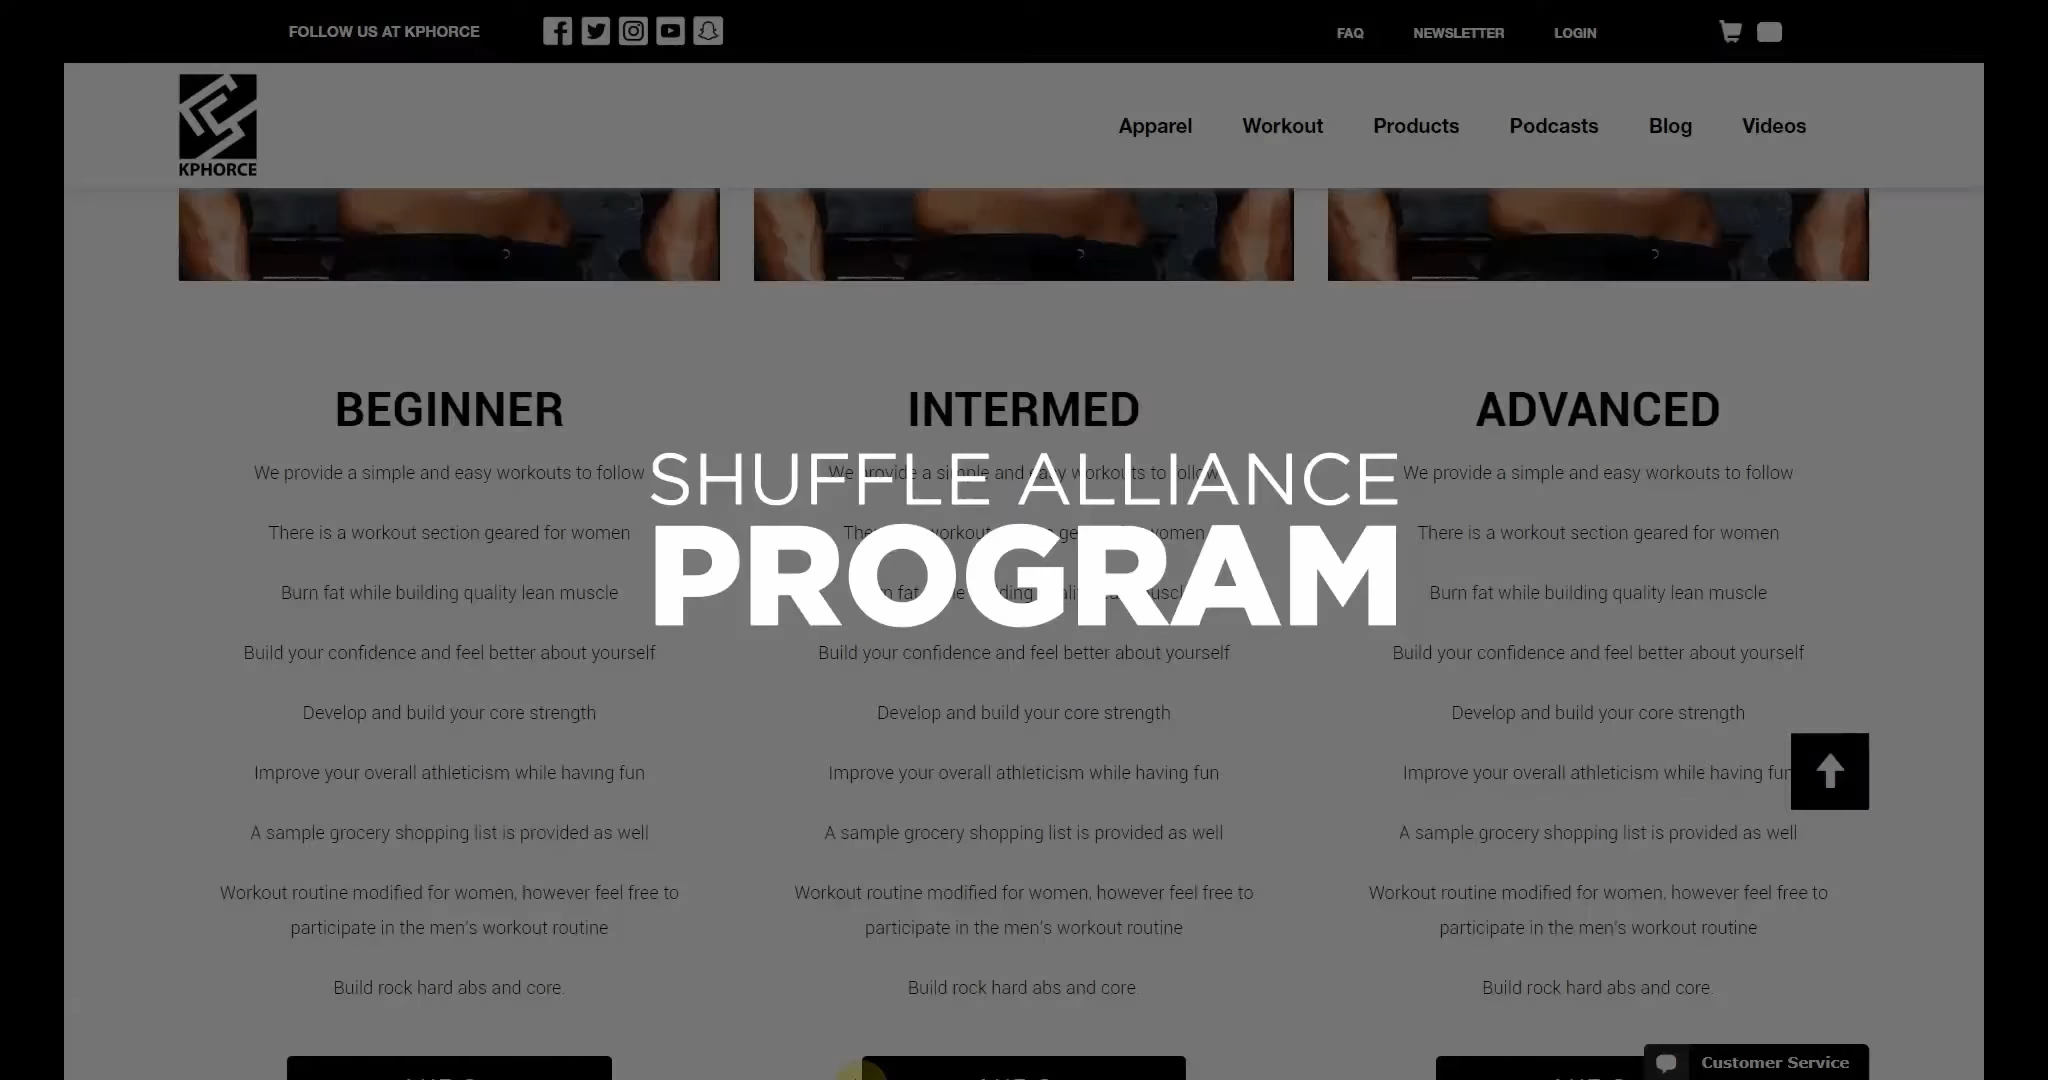 FOLLOW US AT KPHORCE
FAQ
NEWSLETTER
LOGIN
KPHORCE
Apparel
Workout
Products
Podcasts
Blog
Videos
BEGINNER
We provide a simple and easy workouts to follow
There is a workout section geared for women
Burn fat while building quality lean muscle
Build your confidence and feel better about yourself
Develop and build your core strength
Improve your overall athleticism while having fun
A sample grocery shopping list is provided as well
Workout routine modified for women, however feel free to
participate in the men's workout routine
Build rock hard abs and core.
INTERMED
We provide a simple and easy workouts to follow
SHUFFLE ALLIANCE
PROGRAM
Build your confidence and feel better about yourself
Develop and build your core strength
Improve your overall athleticism while having fun
A sample grocery shopping list is provided as well
Workout routine modified for women, however feel free to
participate in the men's workout routine
Build rock hard abs and core
ADVANCED
We provide a simple and easy workouts to follow
There is a workout section geared for women
Burn fat while building quality lean muscle
Build your confidence and feel better about yourself
Develop and build your core strength
Improve your overall athleticism while having fun
A sample grocery shopping list is provided as well
Workout routine modified for women, however feel free to
participate in the men's workout routine
Build rock hard abs and core.
Customer Service